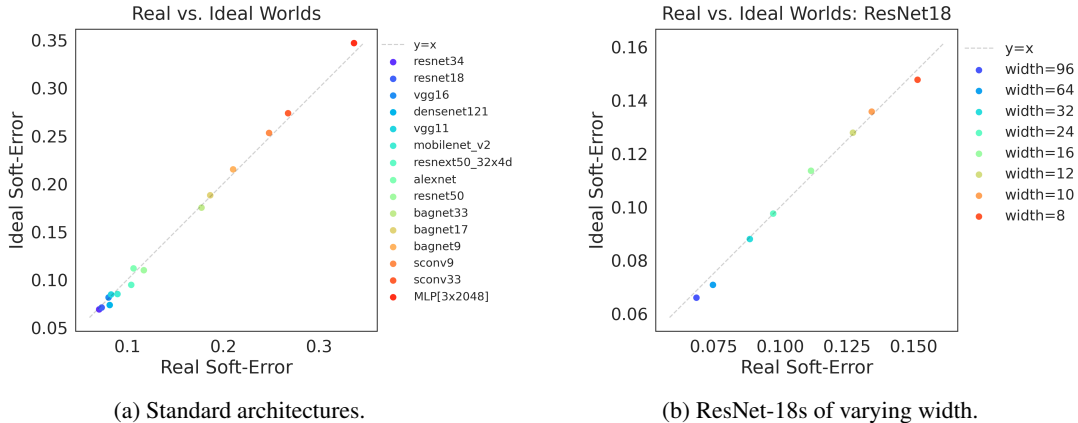 Real vs. Ideal Worlds
Ideal Soft-Error
0.35
0.30
0.25
0.20
0.15
0.10
0.05
0.1
0.2
0.3
Real Soft-Error
y=x
resnet34
resnet18
vgg16
densenet121
vgg11
mobilenet_v2
resnext50_32x4d
alexnet
resnet50
bagnet33
bagnet17
bagnet9
sconv9
sconv33
MLP[3x2048]
(a) Standard architectures.
Real vs. Ideal Worlds: ResNet18
Ideal Soft-Error
0.16
0.14
0.12
0.10
0.08
0.06
0.075
0.100
0.125
0.150
Real Soft-Error
y=x
width=96
width=64
width=32
width=24
width=16
width=12
width=10
width=8
(b) ResNet-18s of varying width.